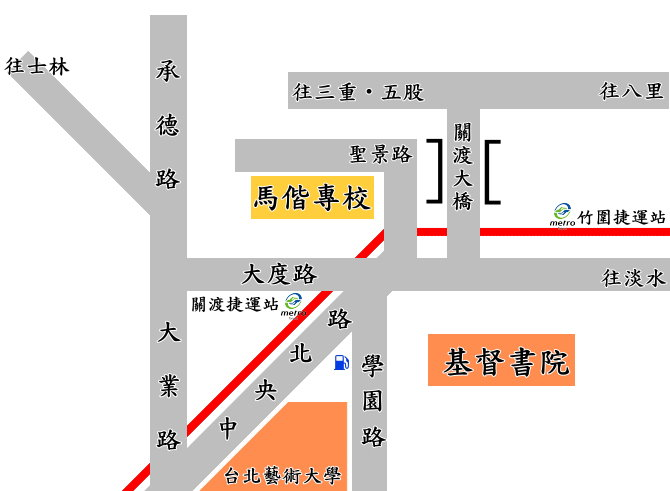 往士林
承德路
往三重・五股
往八里
關渡大橋
聖景路
馬偕專校
metro
竹圍捷運站
大度路
往淡水
關渡捷運站
metro
大業路
中央北路
學園路
基督書院
台北藝術大學